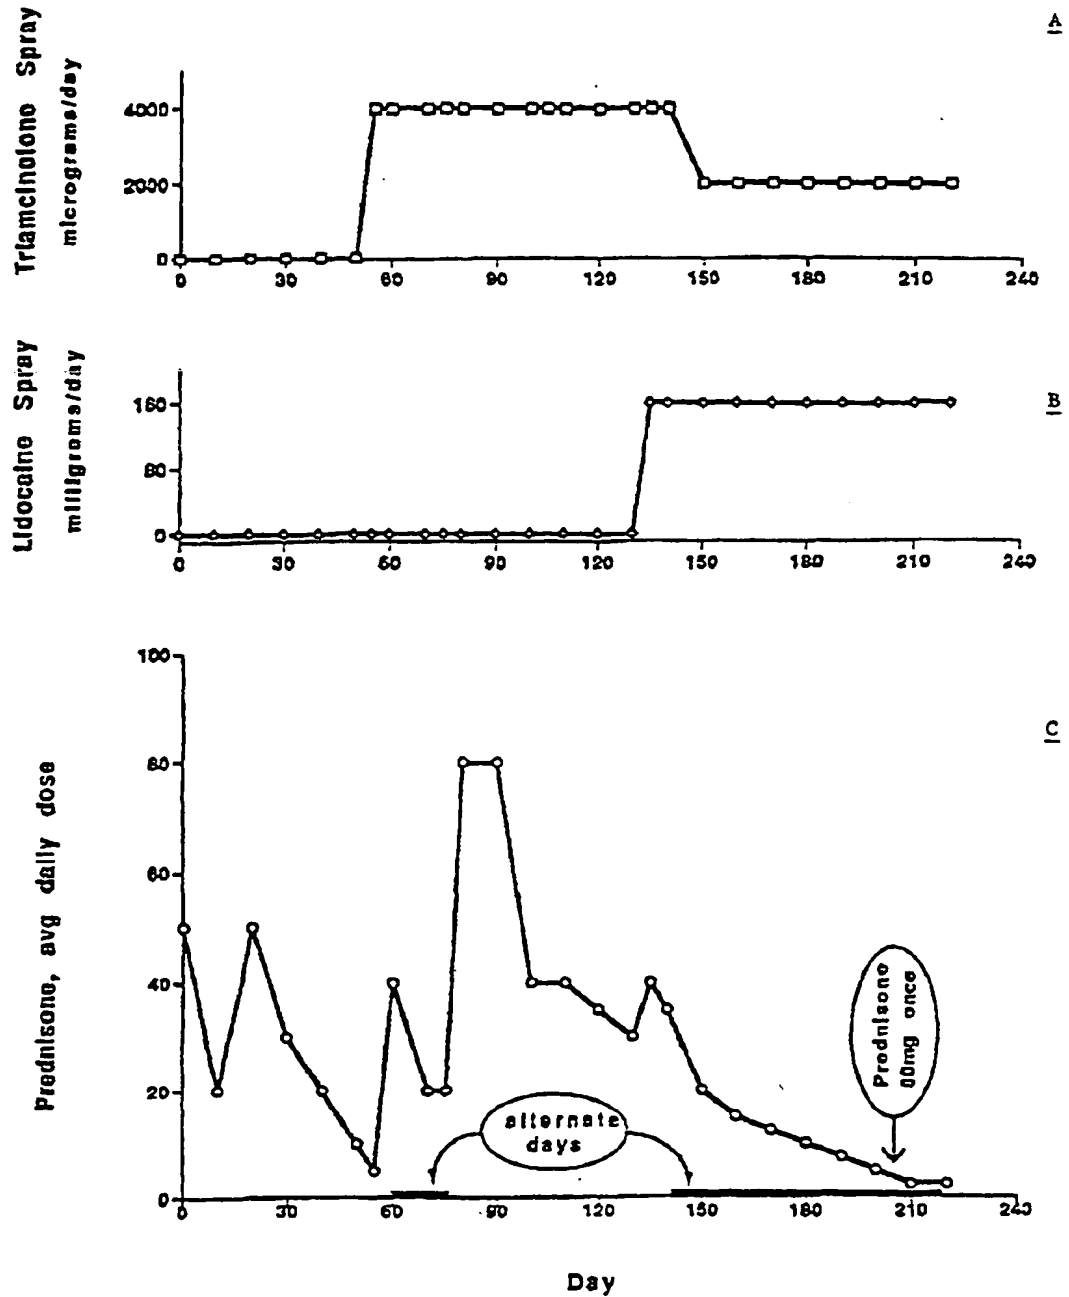 A
Triamcinolone Spray
micrograms/day
4000
2000
0
0 30 60 90 120 150 180 210 240
B
Lidocaine Spray
milligrams/day
160
80
0
0 30 60 90 120 150 180 210 240
C
Prednisone, avg daily dose
100
80
60
40
20
0
alternate
days
Prednisone
once
0 30 60 90 120 150 180 210 240
Day